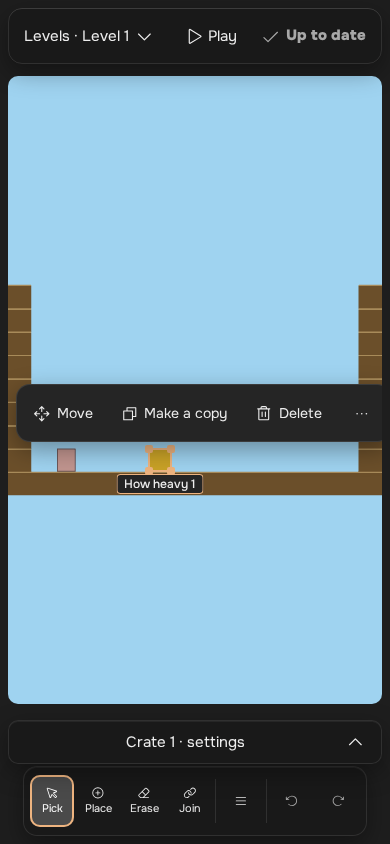 Levels · Level 1 Play Up to date
Move Make a copy Delete ···
How heavy 1
Crate 1 · settings
Pick Place Erase Join